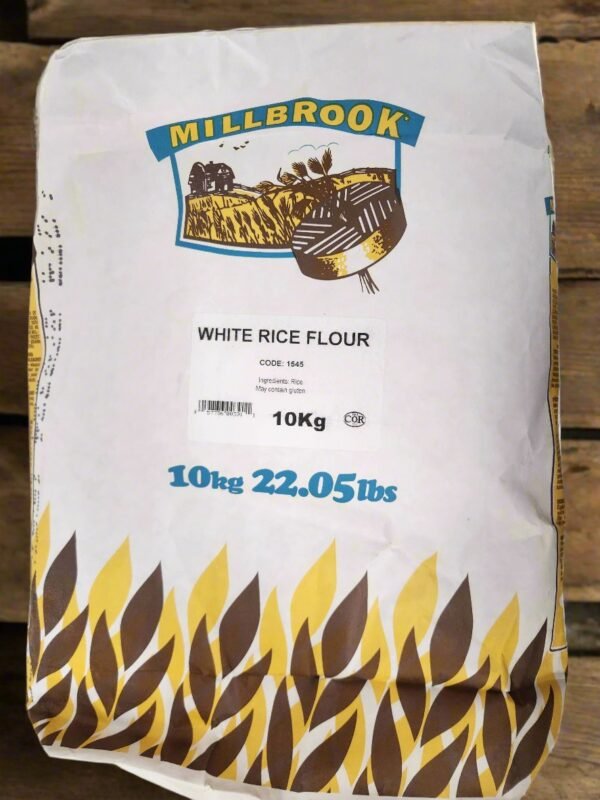 MILLBROOK
WHITE RICE FLOUR
CODE: 1545
Ingredients: Rice
May contain gluten
10Kg
COR
10kg 22.05lbs